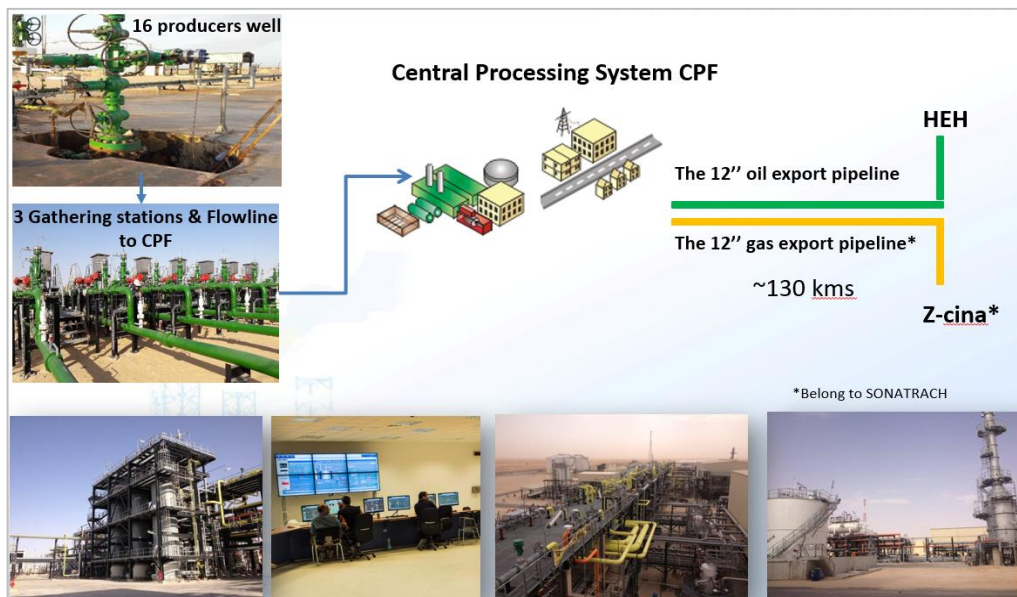 16 producers well
3 Gathering stations & Flowline
to CPF
Central Processing System CPF
HEH
The 12’’ oil export pipeline
The 12’’ gas export pipeline*
~130 kms
Z-cina*
*Belong to SONATRACH